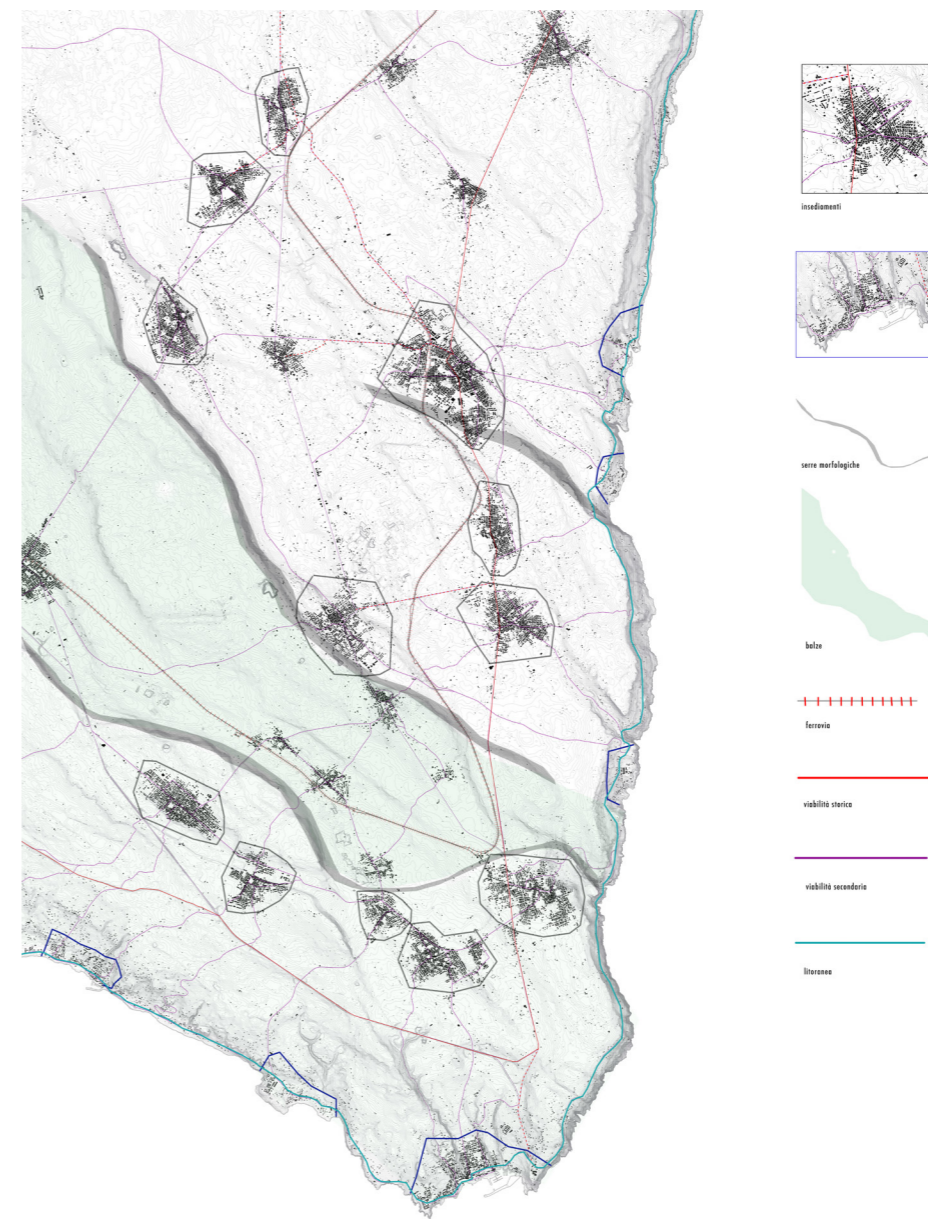 insediamenti
serre morfologiche
balze
ferrovia
viabilità storica
viabilità secondaria
litoranea